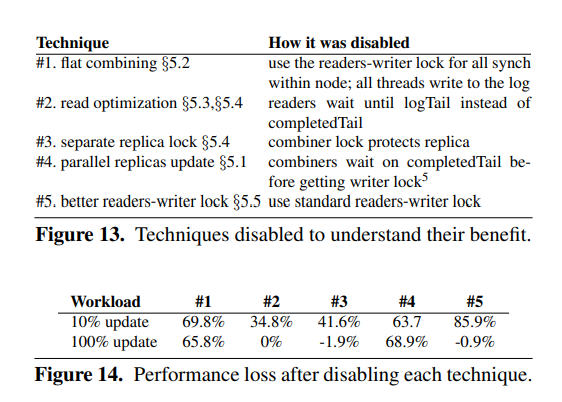 Technique How it was disabled
#1. flat combining §5.2 use the readers-writer lock for all synch
within node; all threads write to the log
#2. read optimization §5.3,§5.4 readers wait until logTail instead of
completedTail
#3. separate replica lock §5.4 combiner lock protects replica
#4. parallel replicas update §5.1 combiners wait on completedTail be-
fore getting writer lock5
#5. better readers-writer lock §5.5 use standard readers-writer lock
Figure 13. Techniques disabled to understand their benefit.
Workload #1 #2 #3 #4 #5
10% update 69.8% 34.8% 41.6% 63.7 85.9%
100% update 65.8% 0% -1.9% 68.9% -0.9%
Figure 14. Performance loss after disabling each technique.